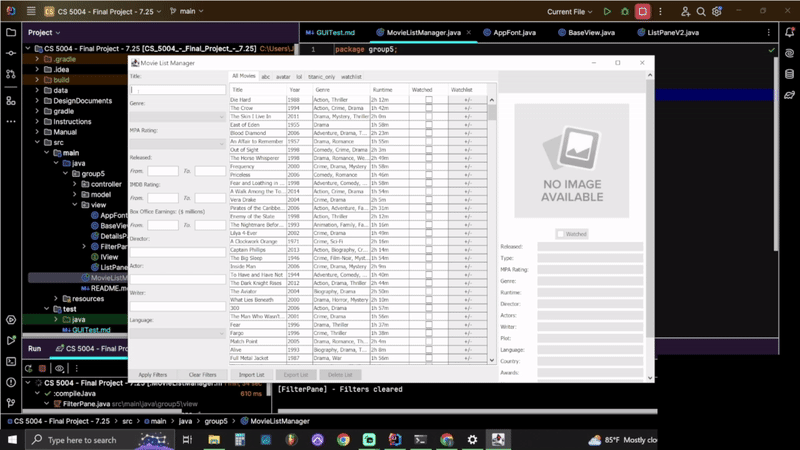 CS 5004 - Final Project - 7.25
main
Current File
Project
GUITest.md
MovieListManager.java
AppFont.java
BaseView.java
ListPaneV2.java
CS 5004 - Final Project - 7.25 [CS_5004_-_Final_Project_-_7.25]
.gradle
.idea
build
data
DesignDocuments
gradle
Instructions
Manual
src
main
java
group5
controller
model
view
AppFont
BaseView
DetailsP
FilterPan
IView
ListPane
MovieListM
README.m
resources
test
java
GUITest.md
package group5;
Movie List Manager
Title:
Genre:
MPA Rating:
Released:
From: To:
IMDB Rating:
From: To:
Box Office Earnings: ($ millions)
From: To:
Director:
Actor:
Writer:
Language:
Apply Filters Clear Filters
All Movies abc avatar lol titanic_only watchlist
Title Year Genre Runtime Watched Watchlist
Die Hard 1988 Action, Thriller 2h 12m +/-
The Crow 1994 Action, Crime, Drama 1h 42m +/-
The Skin I Live In 2011 Drama, Mystery, Thriller 2h 0m +/-
East of Eden 1955 Drama 1h 58m +/-
Blood Diamond 2006 Adventure, Drama, T... 2h 23m +/-
An Affair to Remember 1957 Drama, Romance 1h 55m +/-
Out of Sight 1998 Comedy, Crime, Drama 2h 3m +/-
The Horse Whisperer 1998 Drama, Romance, We... 2h 49m +/-
Frequency 2000 Crime, Drama, Mystery 1h 58m +/-
Priceless 2006 Comedy, Romance 1h 46m +/-
Fear and Loathing in ... 1998 Adventure, Comedy, ... 1h 58m +/-
A Walk Among the To... 2014 Action, Crime, Drama 1h 54m +/-
Vera Drake 2004 Crime, Drama 2h 5m +/-
Pirates of the Caribbe... 2006 Action, Adventure, Fa... 2h 31m +/-
Enemy of the State 1998 Action, Thriller 2h 12m +/-
The Nightmare Befor... 1993 Animation, Family, Fa... 1h 16m +/-
Lilya 4-Ever 2002 Crime, Drama 1h 49m +/-
A Clockwork Orange 1971 Crime, Sci-Fi 2h 16m +/-
Captain Phillips 2013 Action, Biography, Cr... 2h 14m +/-
The Big Sleep 1946 Crime, Film-Noir, Myst... 1h 54m +/-
Inside Man 2006 Crime, Drama, Mystery 2h 9m +/-
To Have and Have Not 1944 Adventure, Comedy, ... 1h 40m +/-
The Dark Knight Rises 2012 Action, Drama, Thriller 2h 44m +/-
The Aviator 2004 Biography, Drama 2h 50m +/-
What Lies Beneath 2000 Drama, Horror, Mystery 2h 10m +/-
300 2006 Action, Drama 1h 57m +/-
The Man Who Wasn't... 2001 Crime, Drama 1h 56m +/-
Fear 1996 Drama, Thriller 1h 37m +/-
Fargo 1996 Crime, Thriller 1h 38m +/-
Match Point 2005 Drama, Romance, Th... 2h 4m +/-
Alive 1993 Biography, Drama, T... 2h 0m +/-
Full Metal Jacket 1987 Drama, War 1h 56m +/-
Import List Export List Delete List
NO IMAGE
AVAILABLE
Watched
Released:
Type:
MPA Rating:
Genre:
Runtime:
Director:
Actors:
Writer:
Plot:
Language:
Country:
Awards:
Run
CS 5004 - Final
CS 5004 - Final Project - 7.25 [...MovieListManager.m
:compileJava
610 ms
FilterPane.java src\main\java\group5\view
[FilterPane] - Filters cleared
CS 5004 - Final Project - 7.25 > src > main > java > group5 > MovieListManager
Type here to search
85°F Mostly clou